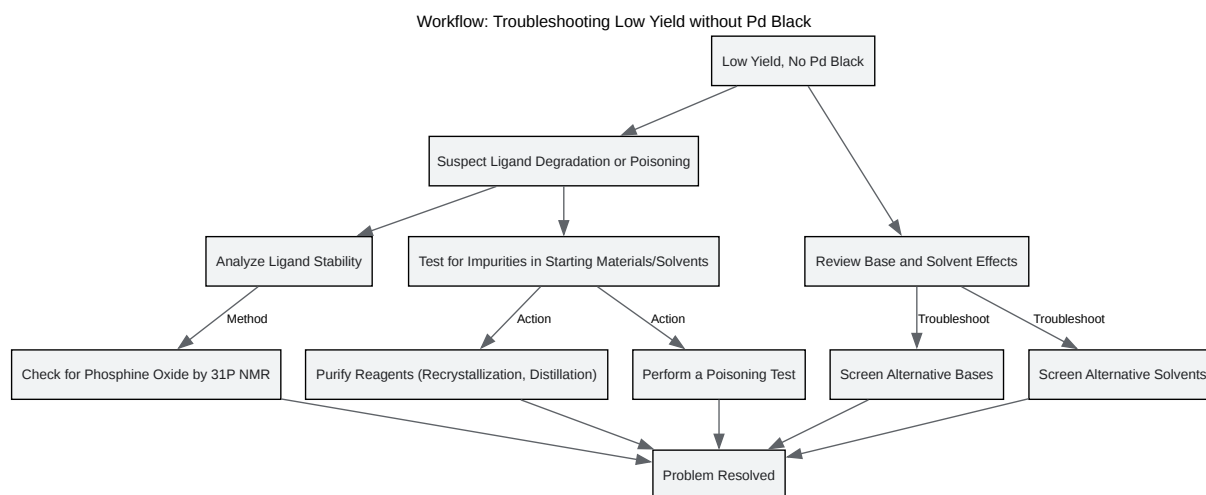 Workflow: Troubleshooting Low Yield without Pd Black
Low Yield, No Pd Black
Suspect Ligand Degradation or Poisoning
Analyze Ligand Stability
Test for Impurities in Starting Materials/Solvents
Review Base and Solvent Effects
Method
Action
Action
Troubleshoot
Troubleshoot
Check for Phosphine Oxide by 31P NMR
Purify Reagents (Recrystallization, Distillation)
Perform a Poisoning Test
Screen Alternative Bases
Screen Alternative Solvents
Problem Resolved